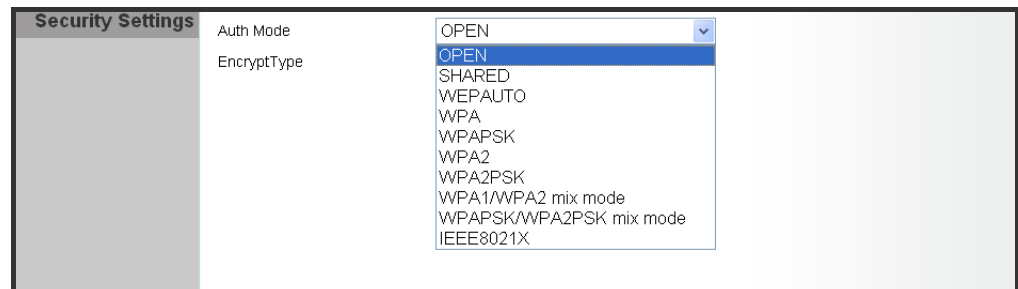 Security Settings
Auth Mode
OPEN
EncryptType
OPEN
SHARED
WEPAUTO
WPA
WPAPSK
WPA2
WPA2PSK
WPA1/WPA2 mix mode
WPAPSK/WPA2PSK mix mode
IEEE8021X